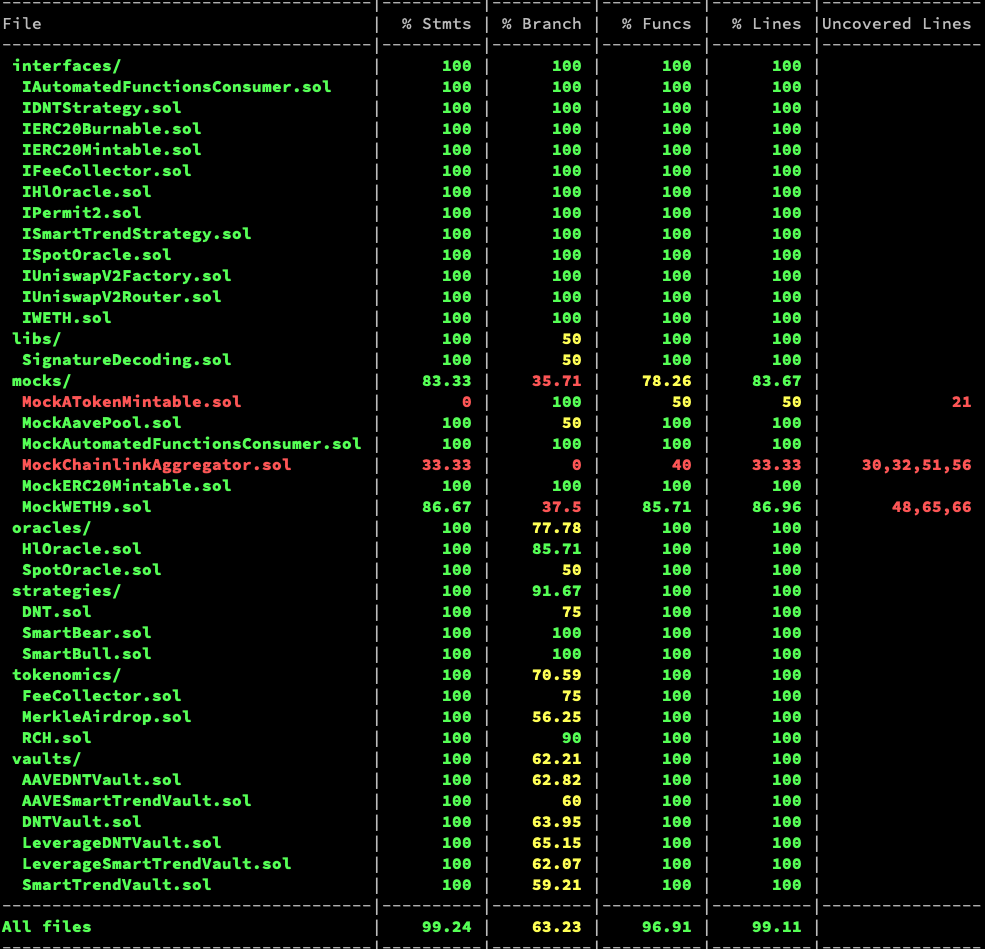 File | % Stmts | % Branch | % Funcs | % Lines |Uncovered Lines
interfaces/ | 100 | 100 | 100 | 100 |
IAutomatedFunctionsConsumer.sol | 100 | 100 | 100 | 100 |
IDNTStrategy.sol | 100 | 100 | 100 | 100 |
IERC20Burnable.sol | 100 | 100 | 100 | 100 |
IERC20Mintable.sol | 100 | 100 | 100 | 100 |
IFeeCollector.sol | 100 | 100 | 100 | 100 |
IHlOracle.sol | 100 | 100 | 100 | 100 |
IPermit2.sol | 100 | 100 | 100 | 100 |
ISmartTrendStrategy.sol | 100 | 100 | 100 | 100 |
ISpotOracle.sol | 100 | 100 | 100 | 100 |
IUniswapV2Factory.sol | 100 | 100 | 100 | 100 |
IUniswapV2Router.sol | 100 | 100 | 100 | 100 |
IWETH.sol | 100 | 100 | 100 | 100 |
libs/ | 100 | 50 | 100 | 100 |
SignatureDecoding.sol | 100 | 50 | 100 | 100 |
mocks/ | 83.33 | 35.71 | 78.26 | 83.67 |
MockATokenMintable.sol | 0 | 100 | 50 | 50 | 21
MockAavePool.sol | 100 | 50 | 100 | 100 |
MockAutomatedFunctionsConsumer.sol | 100 | 100 | 100 | 100 |
MockChainlinkAggregator.sol | 33.33 | 0 | 40 | 33.33 | 30,32,51,56
MockERC20Mintable.sol | 100 | 100 | 100 | 100 |
MockWETH9.sol | 86.67 | 37.5 | 85.71 | 86.96 | 48,65,66
oracles/ | 100 | 77.78 | 100 | 100 |
HlOracle.sol | 100 | 85.71 | 100 | 100 |
SpotOracle.sol | 100 | 50 | 100 | 100 |
strategies/ | 100 | 91.67 | 100 | 100 |
DNT.sol | 100 | 75 | 100 | 100 |
SmartBear.sol | 100 | 100 | 100 | 100 |
SmartBull.sol | 100 | 100 | 100 | 100 |
tokenomics/ | 100 | 70.59 | 100 | 100 |
FeeCollector.sol | 100 | 75 | 100 | 100 |
MerkleAirdrop.sol | 100 | 56.25 | 100 | 100 |
RCH.sol | 100 | 90 | 100 | 100 |
vaults/ | 100 | 62.21 | 100 | 100 |
AAVEDNTVault.sol | 100 | 62.82 | 100 | 100 |
AAVESmartTrendVault.sol | 100 | 60 | 100 | 100 |
DNTVault.sol | 100 | 63.95 | 100 | 100 |
LeverageDNTVault.sol | 100 | 65.15 | 100 | 100 |
LeverageSmartTrendVault.sol | 100 | 62.07 | 100 | 100 |
SmartTrendVault.sol | 100 | 59.21 | 100 | 100 |
All files | 99.24 | 63.23 | 96.91 | 99.11 |